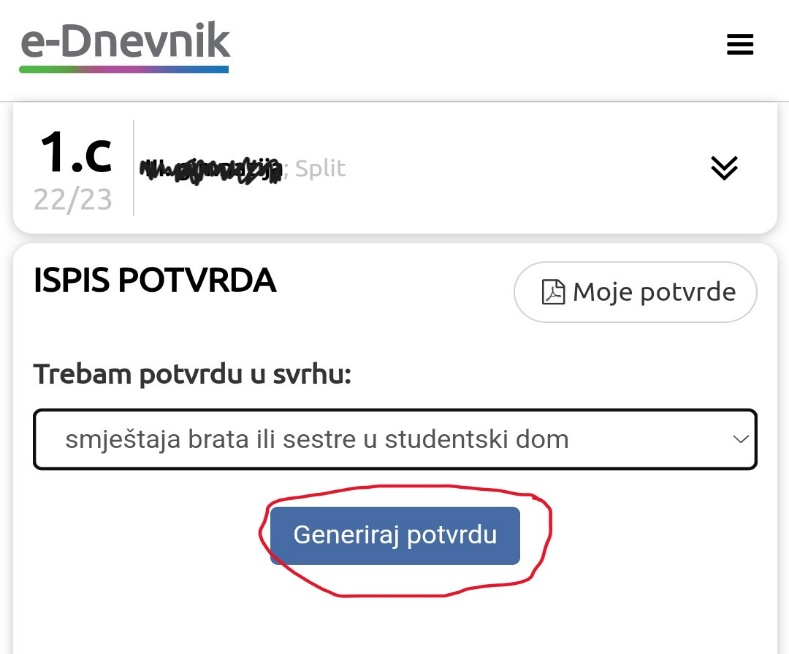 e-Dnevnik
1.c
22/23
; Split
ISPIS POTVRDA
Moje potvrde
Trebam potvrdu u svrhu:
smještaja brata ili sestre u studentski dom
Generiraj potvrdu